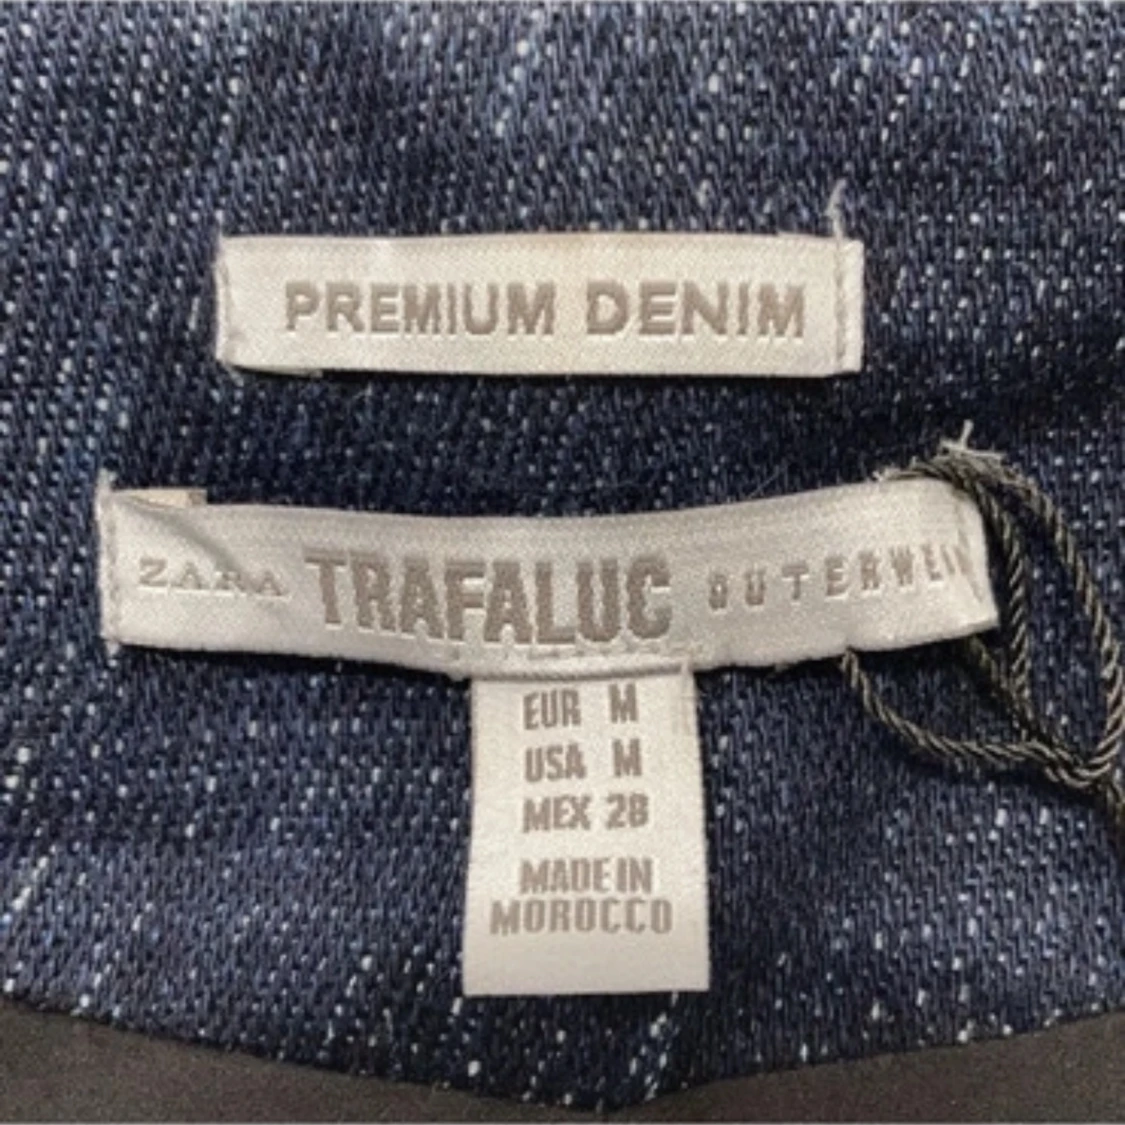 PREMIUM DENIM
ZARA TRAFALUC
EUR M
USA M
MEX 28
MADE IN
MOROCCO